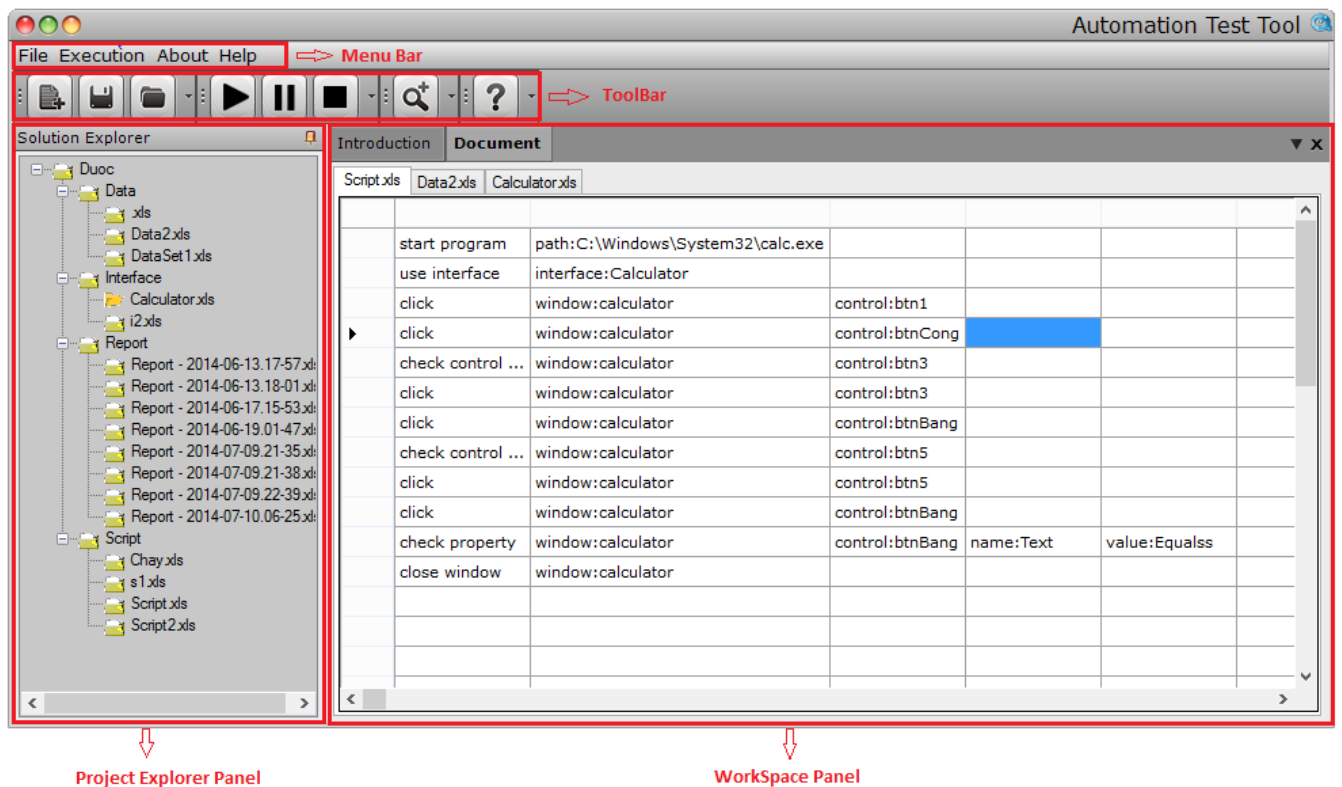 Automation Test Tool
File Execution About Help
Menu Bar
ToolBar
Solution Explorer
Duoc
Data
.xls
Data2.xls
DataSet1.xls
Interface
Calculator.xls
i2.xls
Report
Report - 2014-06-13.17-57.xls
Report - 2014-06-13.18-01.xls
Report - 2014-06-17.15-53.xls
Report - 2014-06-19.01-47.xls
Report - 2014-07-09.21-35.xls
Report - 2014-07-09.21-38.xls
Report - 2014-07-09.22-39.xls
Report - 2014-07-10.06-25.xls
Script
Chay.xls
s1.xls
Script.xls
Script2.xls
Introduction Document
Script.xls Data2.xls Calculator.xls
start program path:C:\Windows\System32\calc.exe
use interface interface:Calculator
click window:calculator control:btn1
click window:calculator control:btnCong
check control ... window:calculator control:btn3
click window:calculator control:btn3
click window:calculator control:btnBang
check control ... window:calculator control:btn5
click window:calculator control:btn5
click window:calculator control:btnBang
check property window:calculator control:btnBang name:Text value:Equalss
close window window:calculator
Project Explorer Panel
WorkSpace Panel